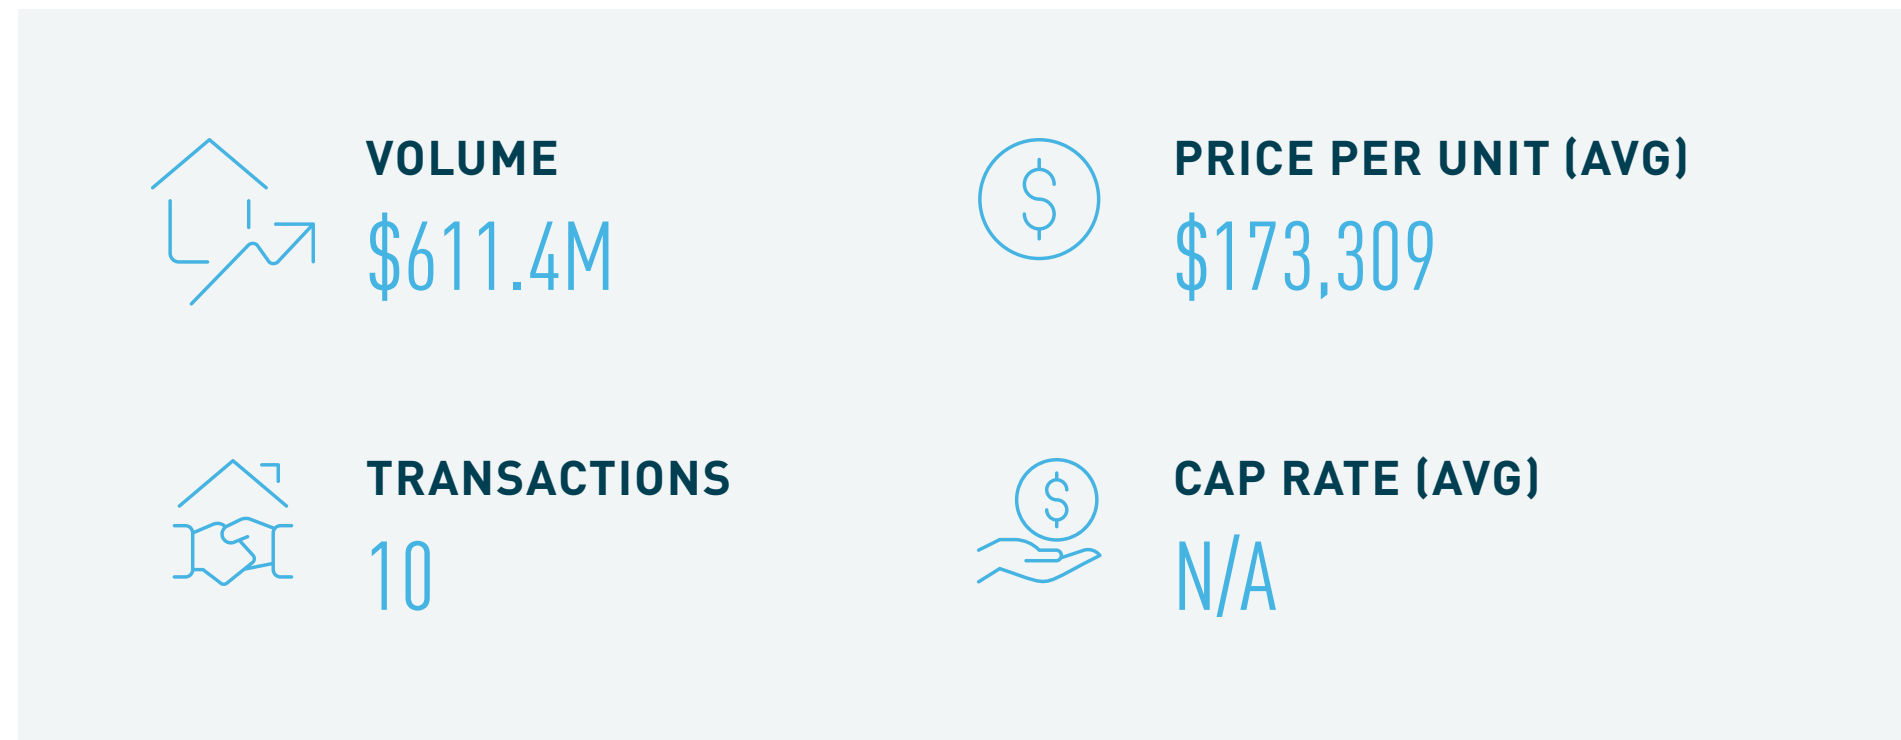 VOLUME
$611.4M
PRICE PER UNIT (AVG)
$173,309
TRANSACTIONS
10
CAP RATE (AVG)
N/A